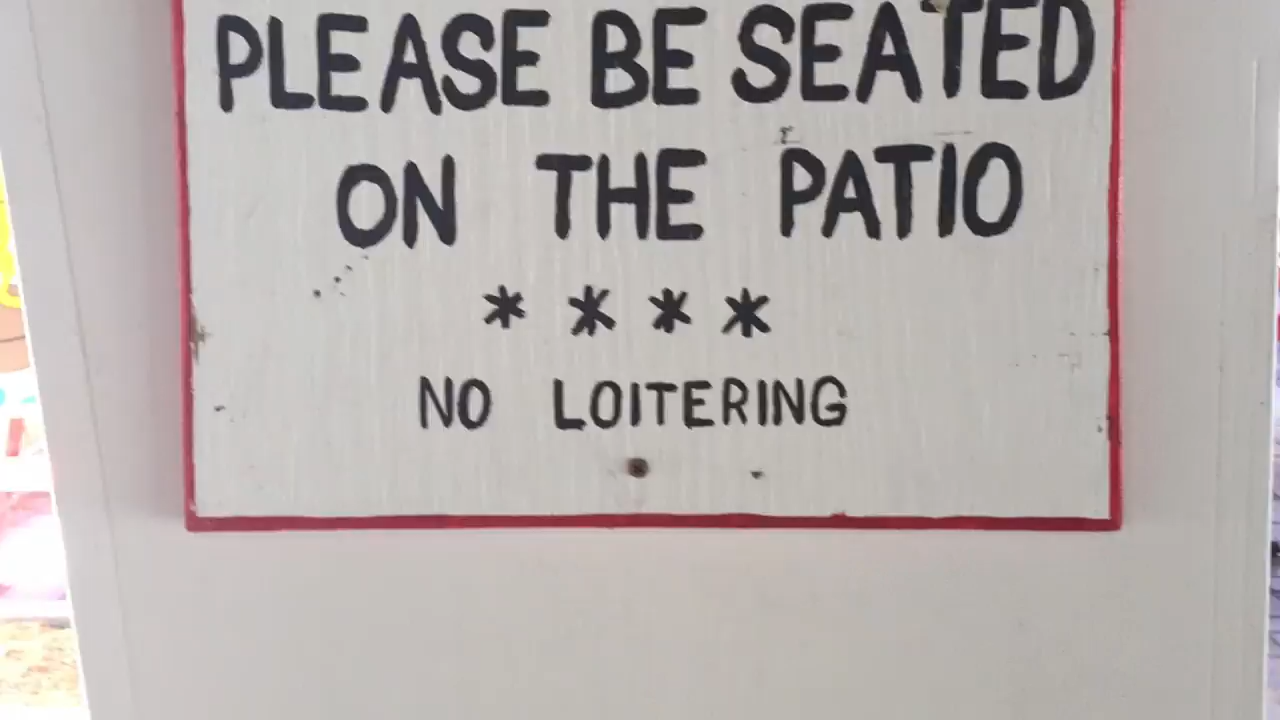 PLEASE BE SEATED
ON THE PATIO
* * * *
NO LOITERING